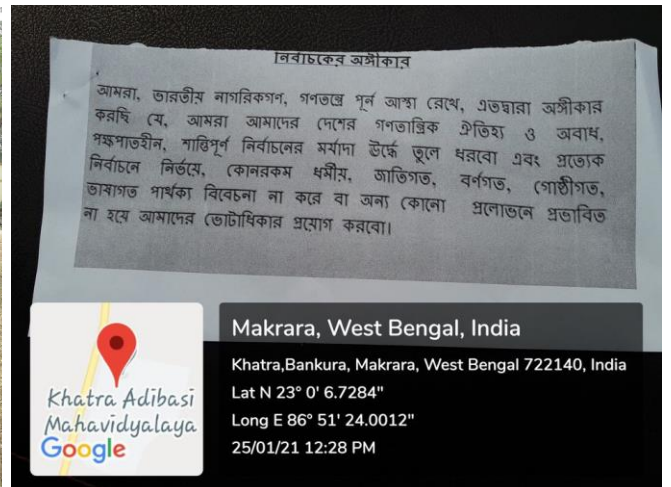 নির্বাচকের অঙ্গীকার
আমরা, ভারতীয় নাগরিকগন, গণতন্ত্রে পূর্ন আস্থা রেখে, এতদ্বারা অঙ্গীকার
করছি যে, আমরা আমাদের দেশের গণতান্ত্রিক ঐতিহ্য ও অবাধ,
পক্ষপাতহীন, শান্তিপূর্ণ নির্বাচনের মর্যাদা উর্দ্ধে তুলে ধরবো এবং প্রত্যেক
নির্বাচনে নির্ভয়ে, কোনরকম ধর্মীয়, জাতিগত, বর্ণগত, গোষ্ঠীগত,
ভাষাগত পার্থক্য বিবেচনা না করে বা অন্য কোনো প্রলোভনে প্রভাবিত
না হয়ে আমাদের ভোটাধিকার প্রয়োগ করবো।
Khatra Adibasi
Mahavidyalaya
Google
Makrara, West Bengal, India
Khatra,Bankura, Makrara, West Bengal 722140, India
Lat N 23° 0' 6.7284"
Long E 86° 51' 24.0012"
25/01/21 12:28 PM